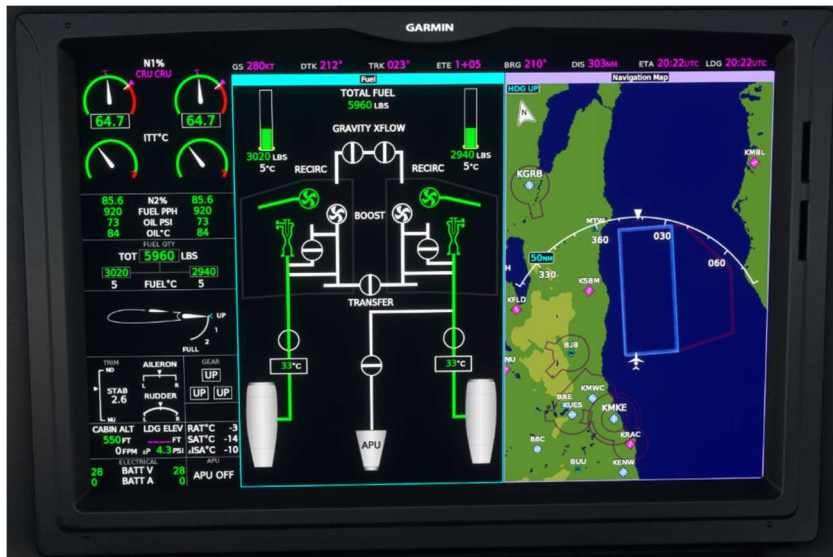 GARMIN
GS 280KT DTK 212° TRK 023° ETE 1+05 BRG 210° DIS 303NM ETA 20:22UTC LDG 20:22UTC
N1%
CRU CRU
64.7 64.7
ITT°C
85.6 N2% 85.6
920 FUEL PPH 920
73 OIL PSI 73
84 OIL°C 84
FUEL QTY
TOT 5960 LBS
3020 2940
5 FUEL°C 5
UP
1
2
FULL
TRIM
ND
STAB
2.6
NU
AILERON
L R
RUDDER
L R
GEAR
UP
UP UP
CABIN ALT LDG ELEV
550FT FT
0FPM ΔP 4.3PSI
RAT°C -3
SAT°C -14
ΔISA°C -10
ELECTRICAL
28 BATT V 28
0 BATT A 0
APU
APU OFF
Fuel
TOTAL FUEL
5960 LBS
GRAVITY XFLOW
3020 LBS 2940 LBS
5°C 5°C
RECIRC RECIRC
BOOST
TRANSFER
33°C 33°C
APU
Navigation Map
HDG UP
N
KGRB
KMBL
MTW
360
030
060
330
50NM
KSBM
KFLD
BJB
BAE
KUES
KMWC
KMKE
KRAC
BBC
BUU
KENW